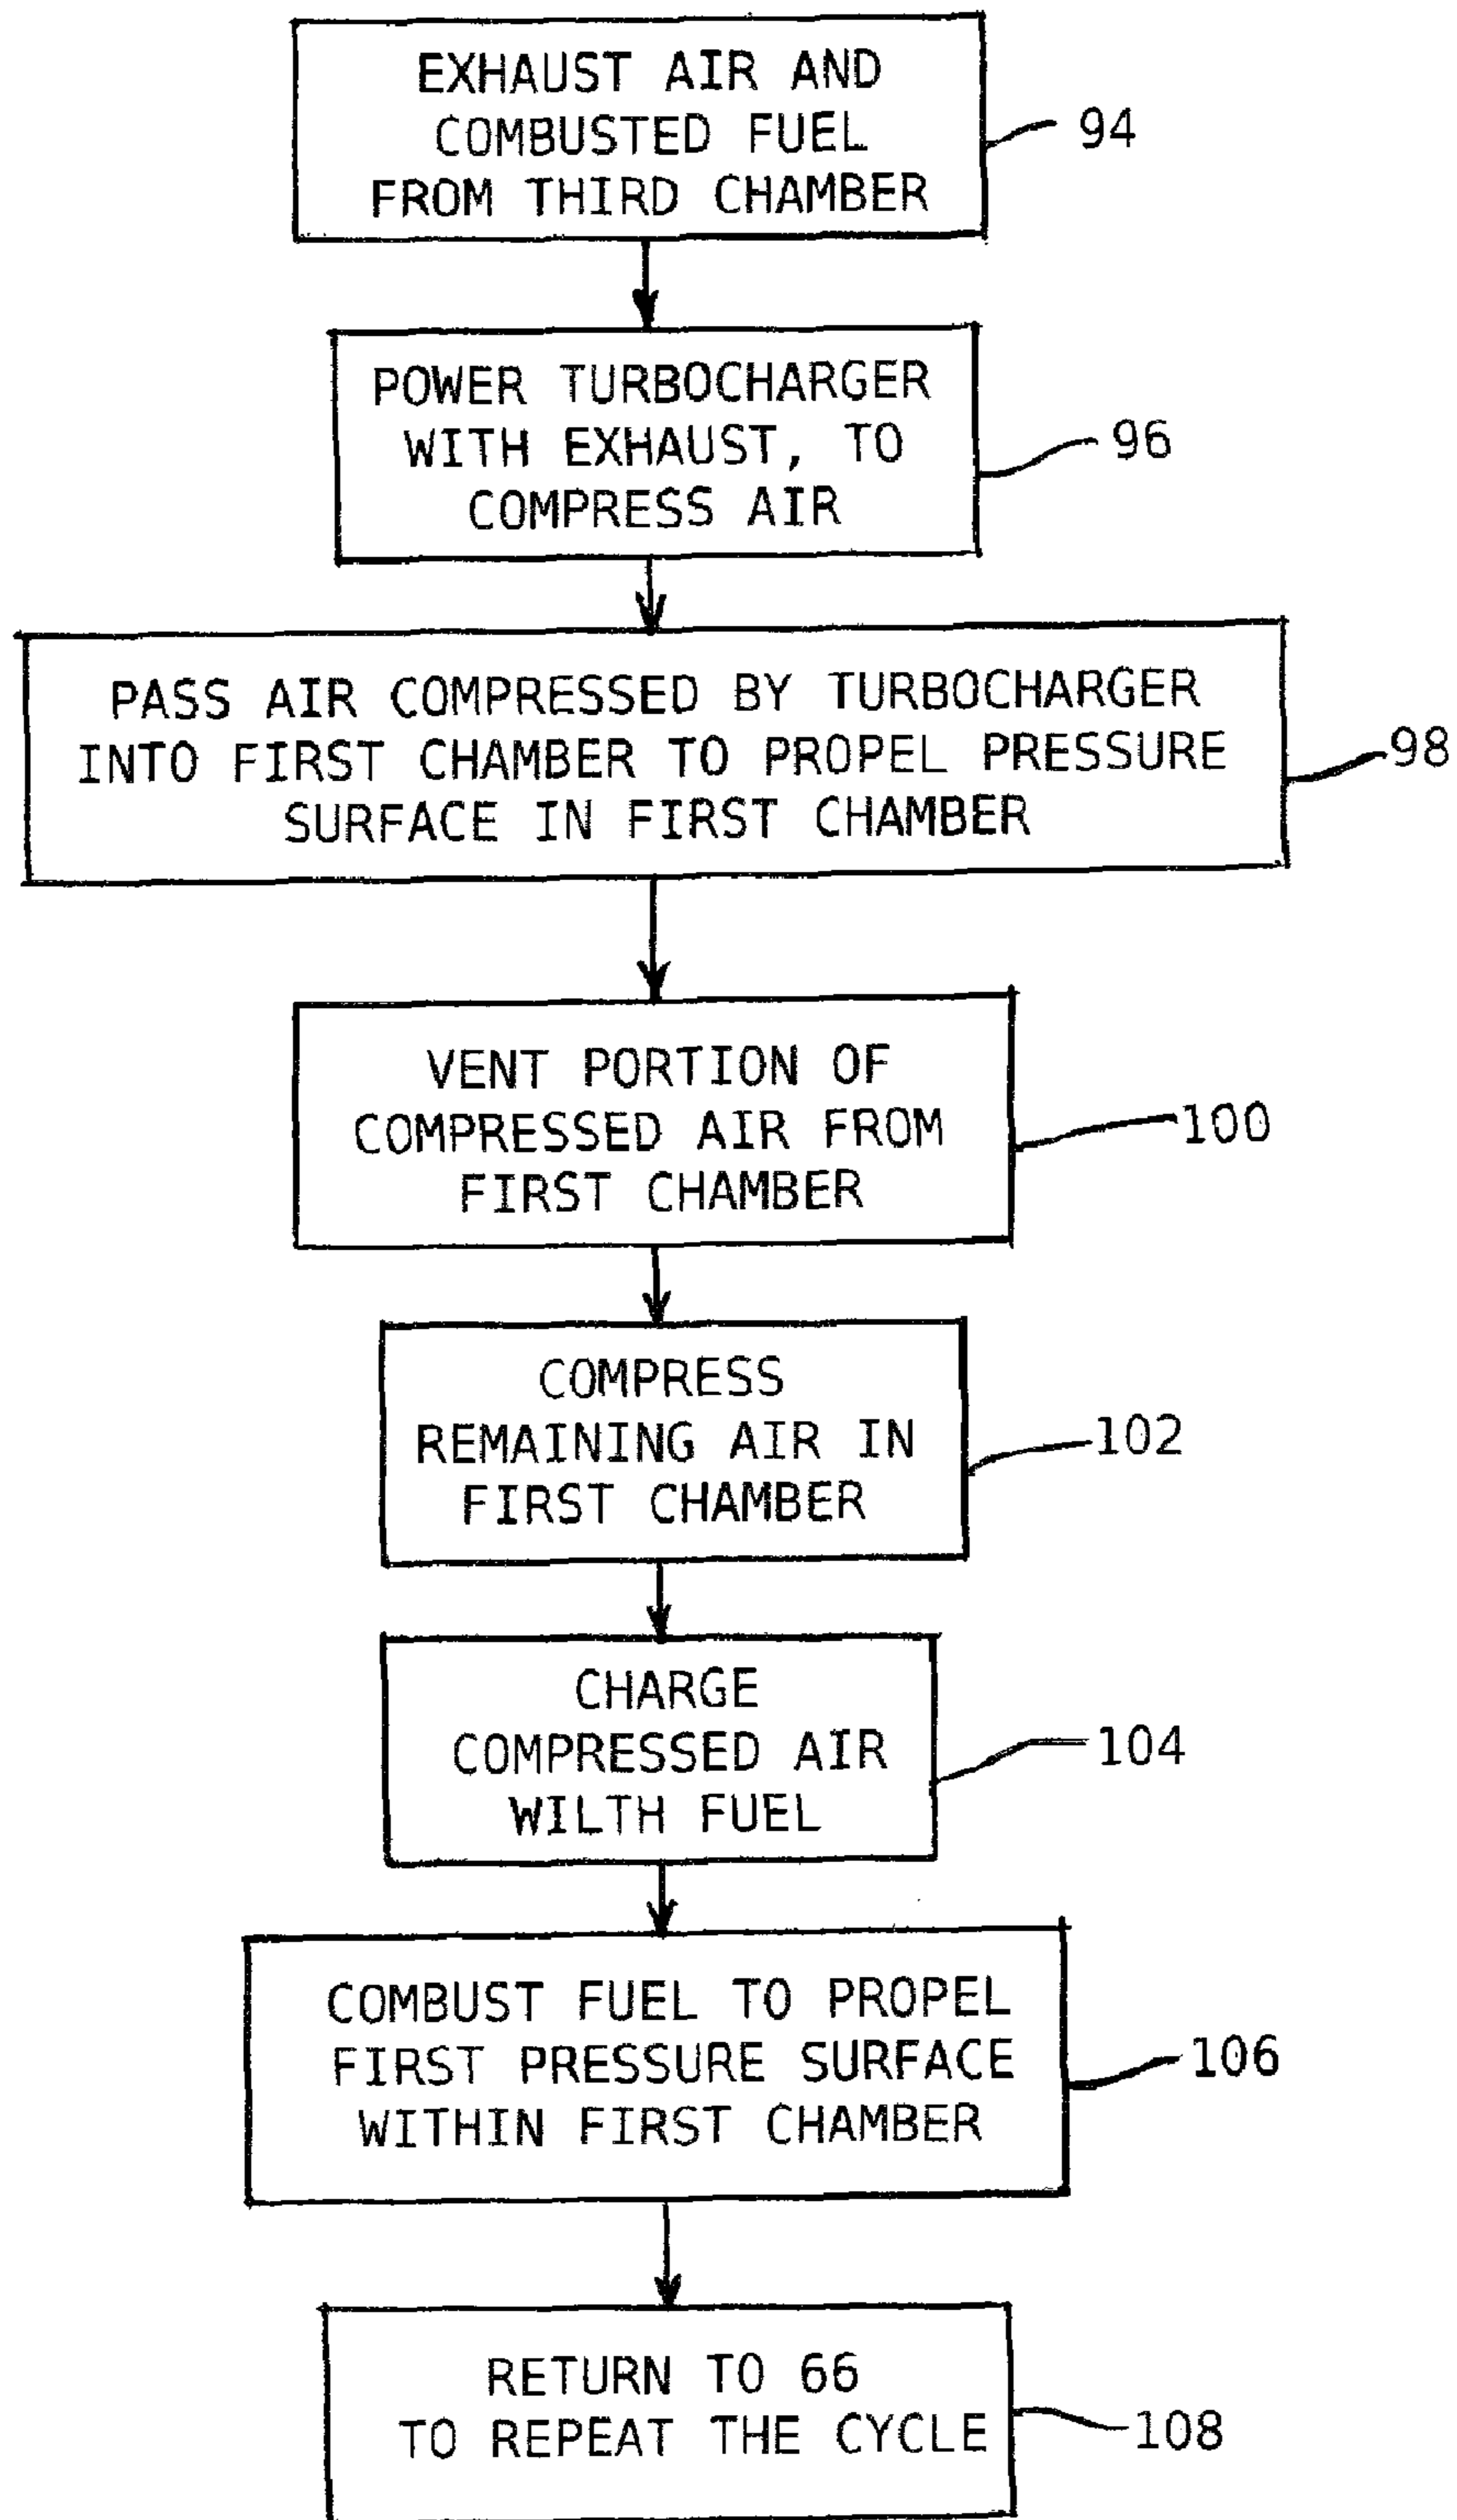 EXHAUST AIR AND
COMBUSTED FUEL
FROM THIRD CHAMBER
94
POWER TURBOCHARGER
WITH EXHAUST, TO
COMPRESS AIR
96
PASS AIR COMPRESSED BY TURBOCHARGER
INTO FIRST CHAMBER TO PROPEL PRESSURE
SURFACE IN FIRST CHAMBER
98
VENT PORTION OF
COMPRESSED AIR FROM
FIRST CHAMBER
100
COMPRESS
REMAINING AIR IN
FIRST CHAMBER
102
CHARGE
COMPRESSED AIR
WILTH FUEL
104
COMBUST FUEL TO PROPEL
FIRST PRESSURE SURFACE
WITHIN FIRST CHAMBER
106
RETURN TO 66
TO REPEAT THE CYCLE
108